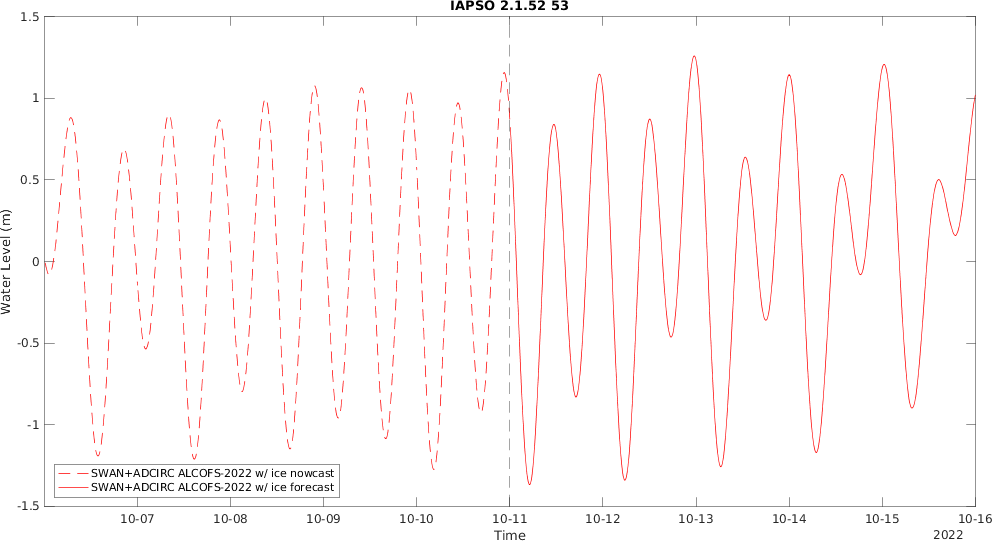 IAPSO 2.1.52 53
Water Level (m)
1.5
1
0.5
0
-0.5
-1
-1.5
SWAN+ADCIRC ALCOFS-2022 w/ ice nowcast
SWAN+ADCIRC ALCOFS-2022 w/ ice forecast
10-07 10-08 10-09 10-10 10-11 10-12 10-13 10-14 10-15 10-16
Time
2022